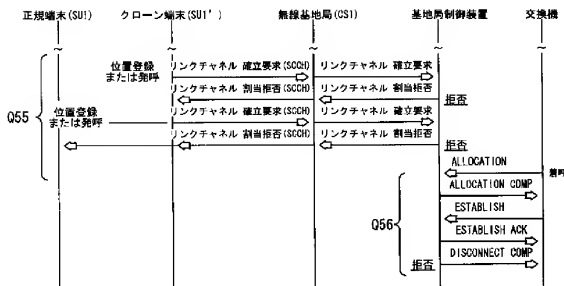 正規端末(SU1)
クローン端末(SU1')
無線基地局(CS1)
基地局制御装置
交換機
位置登録
または発呼
リンクチャネル 確立要求(SCCH)
リンクチャネル 確立要求
リンクチャネル 割当拒否(SCCH)
リンクチャネル 割当拒否
拒否
Q55
位置登録
または発呼
リンクチャネル 確立要求(SCCH)
リンクチャネル 確立要求
リンクチャネル 割当拒否(SCCH)
リンクチャネル 割当拒否
拒否
ALLOCATION
着呼
ALLOCATION COMP
ESTABLISH
Q56
ESTABLISH ACK
DISCONNECT COMP
拒否